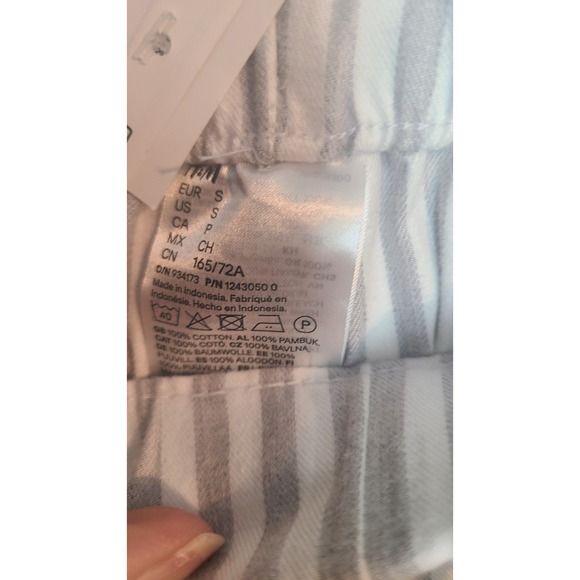 H&M
EUR S
US S
CA P
MX CH
CN 165/72A
O/N 934173 P/N 1243050 0
Made in Indonesia. Fabriqué en
Indonésie. Hecho en Indonesia.
40 P
GB 100% COTTON. AL 100% PAMBUK.
CAT 100% COTÓ. CZ 100% BAVLNA.
DE 100% BAUMWOLLE. EE 100%
PUUVILL. ES 100% ALGODÓN. FI